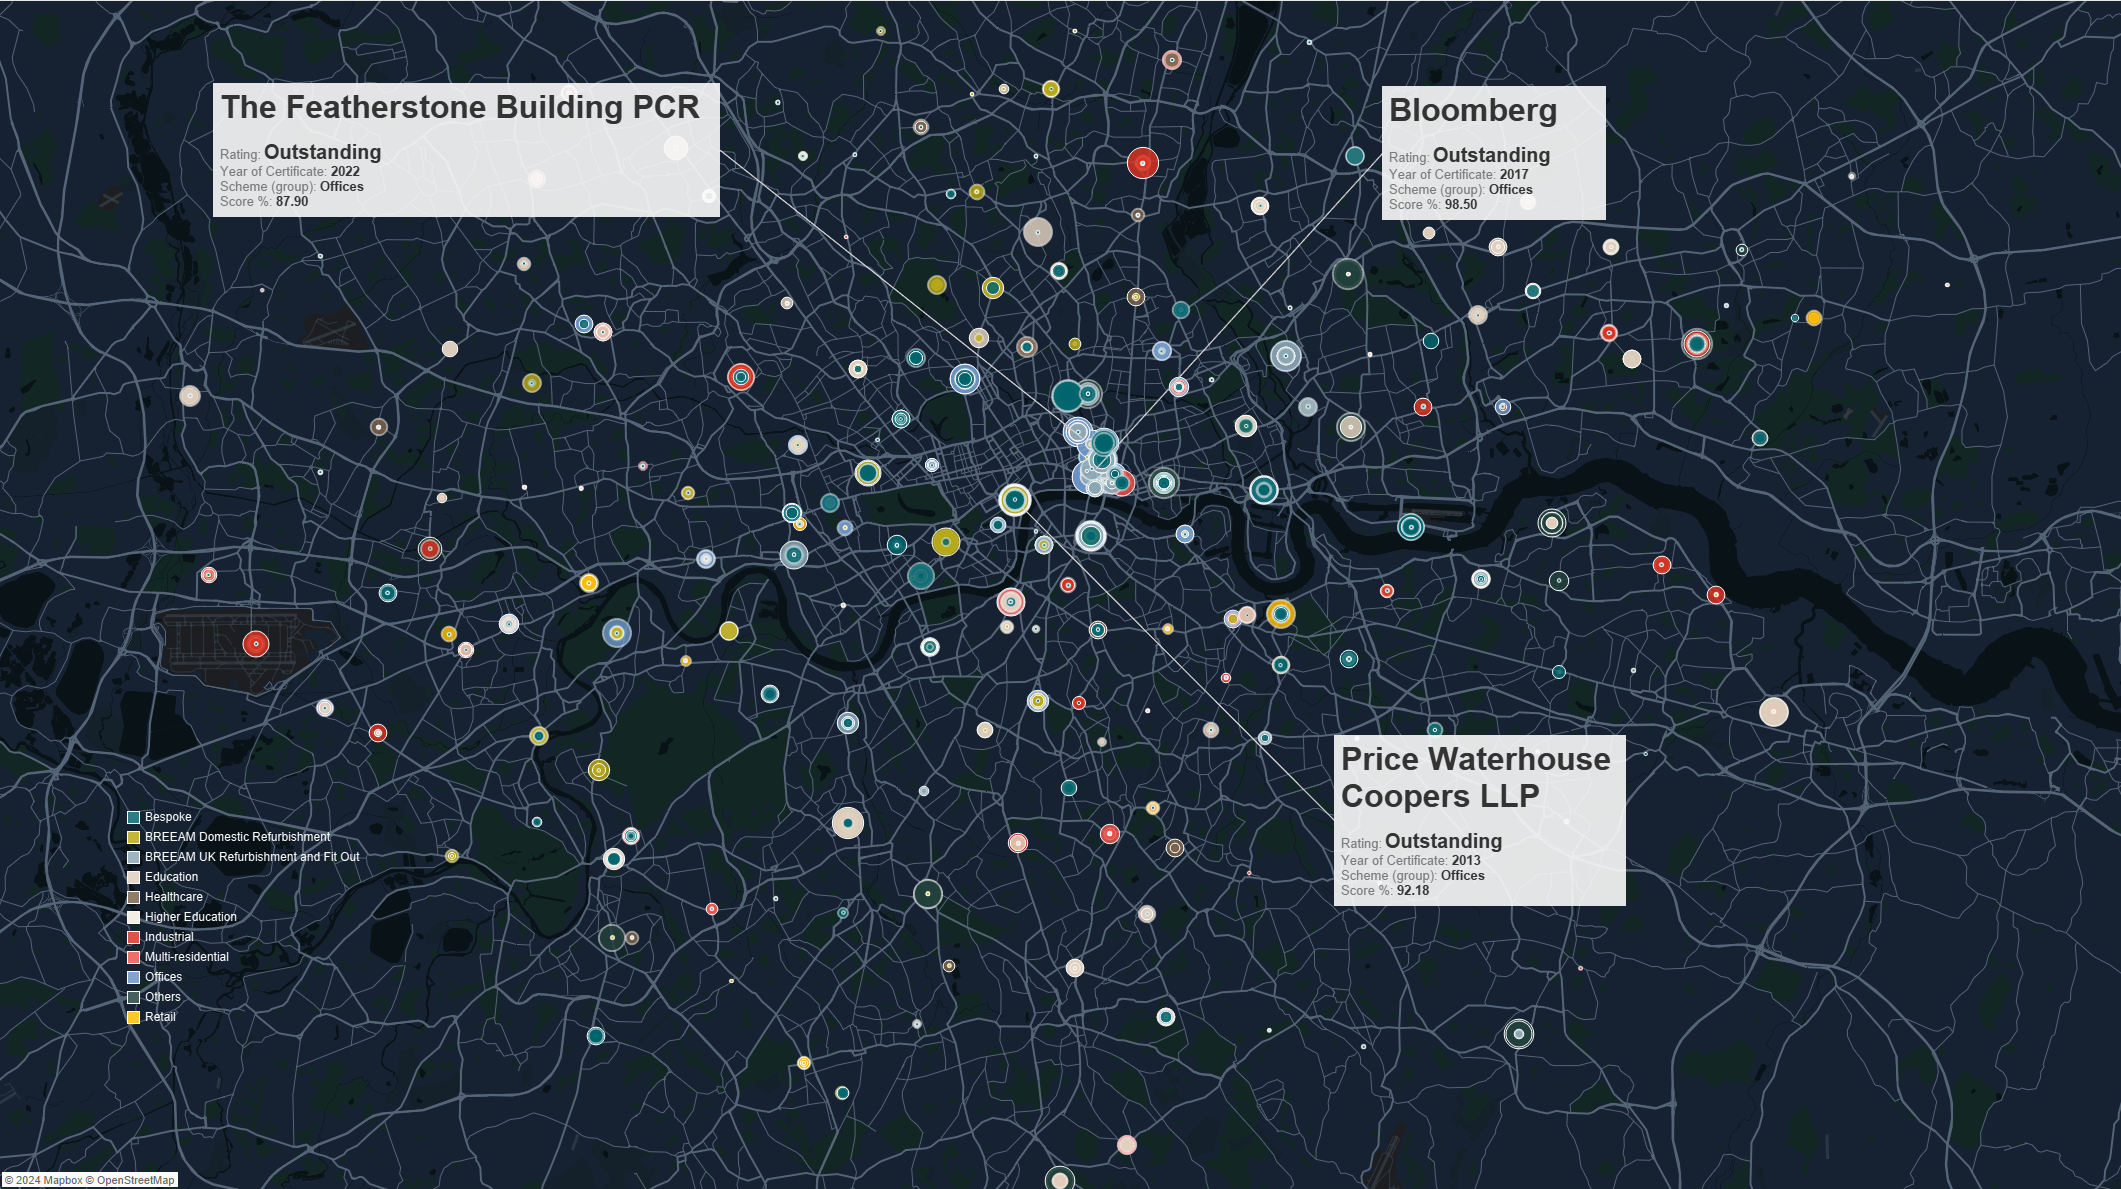 The Featherstone Building PCR
Rating: Outstanding
Year of Certificate: 2022
Scheme (group): Offices
Score %: 87.90
Bloomberg
Rating: Outstanding
Year of Certificate: 2017
Scheme (group): Offices
Score %: 98.50
Price Waterhouse
Coopers LLP
Rating: Outstanding
Year of Certificate: 2013
Scheme (group): Offices
Score %: 92.18
Bespoke
BREEAM Domestic Refurbishment
BREEAM UK Refurbishment and Fit Out
Education
Healthcare
Higher Education
Industrial
Multi-residential
Offices
Others
Retail
© 2024 Mapbox © OpenStreetMap